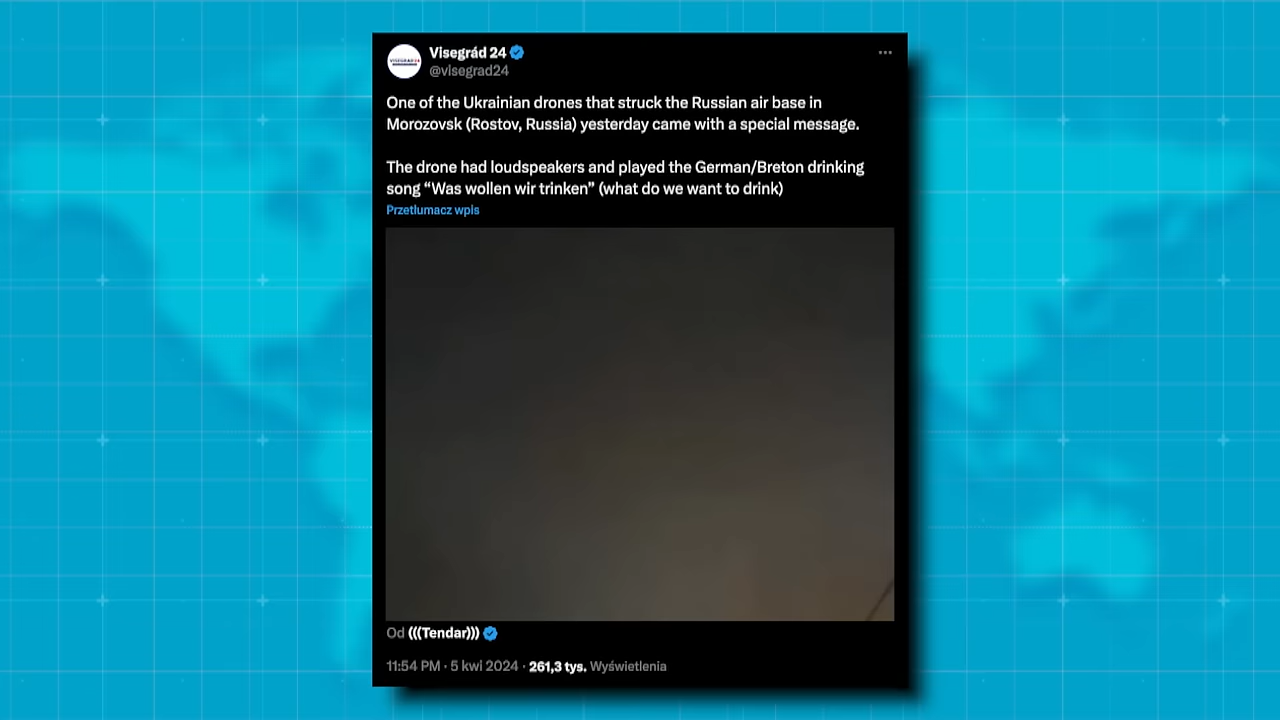 Visegrád 24
@visegrad24
One of the Ukrainian drones that struck the Russian air base in
Morozovsk (Rostov, Russia) yesterday came with a special message.
The drone had loudspeakers and played the German/Breton drinking
song “Was wollen wir trinken” (what do we want to drink)
Przetłumacz wpis
Od (((Tendar)))
11:54 PM · 5 kwi 2024 · 261,3 tys. Wyświetlenia